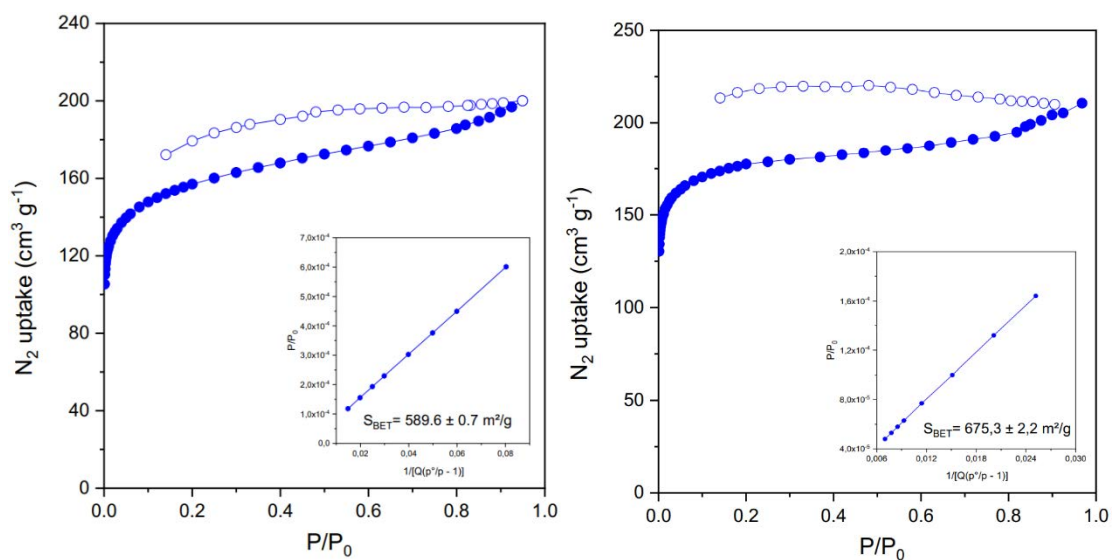 240
200
160
120
80
40
0
N₂ uptake (cm³ g⁻¹)
0.0
0.2
0.4
0.6
0.8
1.0
P/P₀
7,0x10⁻⁴
6,0x10⁻⁴
5,0x10⁻⁴
4,0x10⁻⁴
3,0x10⁻⁴
2,0x10⁻⁴
1,0x10⁻⁴
0,0
P/P₀
S_BET= 589.6 ± 0.7 m²/g
0,02
0,04
0,06
0,08
1/[Q(p°/p - 1)]
250
200
150
100
50
0
N₂ uptake (cm³ g⁻¹)
0.0
0.2
0.4
0.6
0.8
1.0
P/P₀
2,0x10⁻⁴
1,6x10⁻⁴
1,2x10⁻⁴
8,0x10⁻⁵
4,0x10⁻⁵
P/P₀
S_BET= 675,3 ± 2,2 m²/g
0,006
0,012
0,018
0,024
0,030
1/[Q(p°/p - 1)]